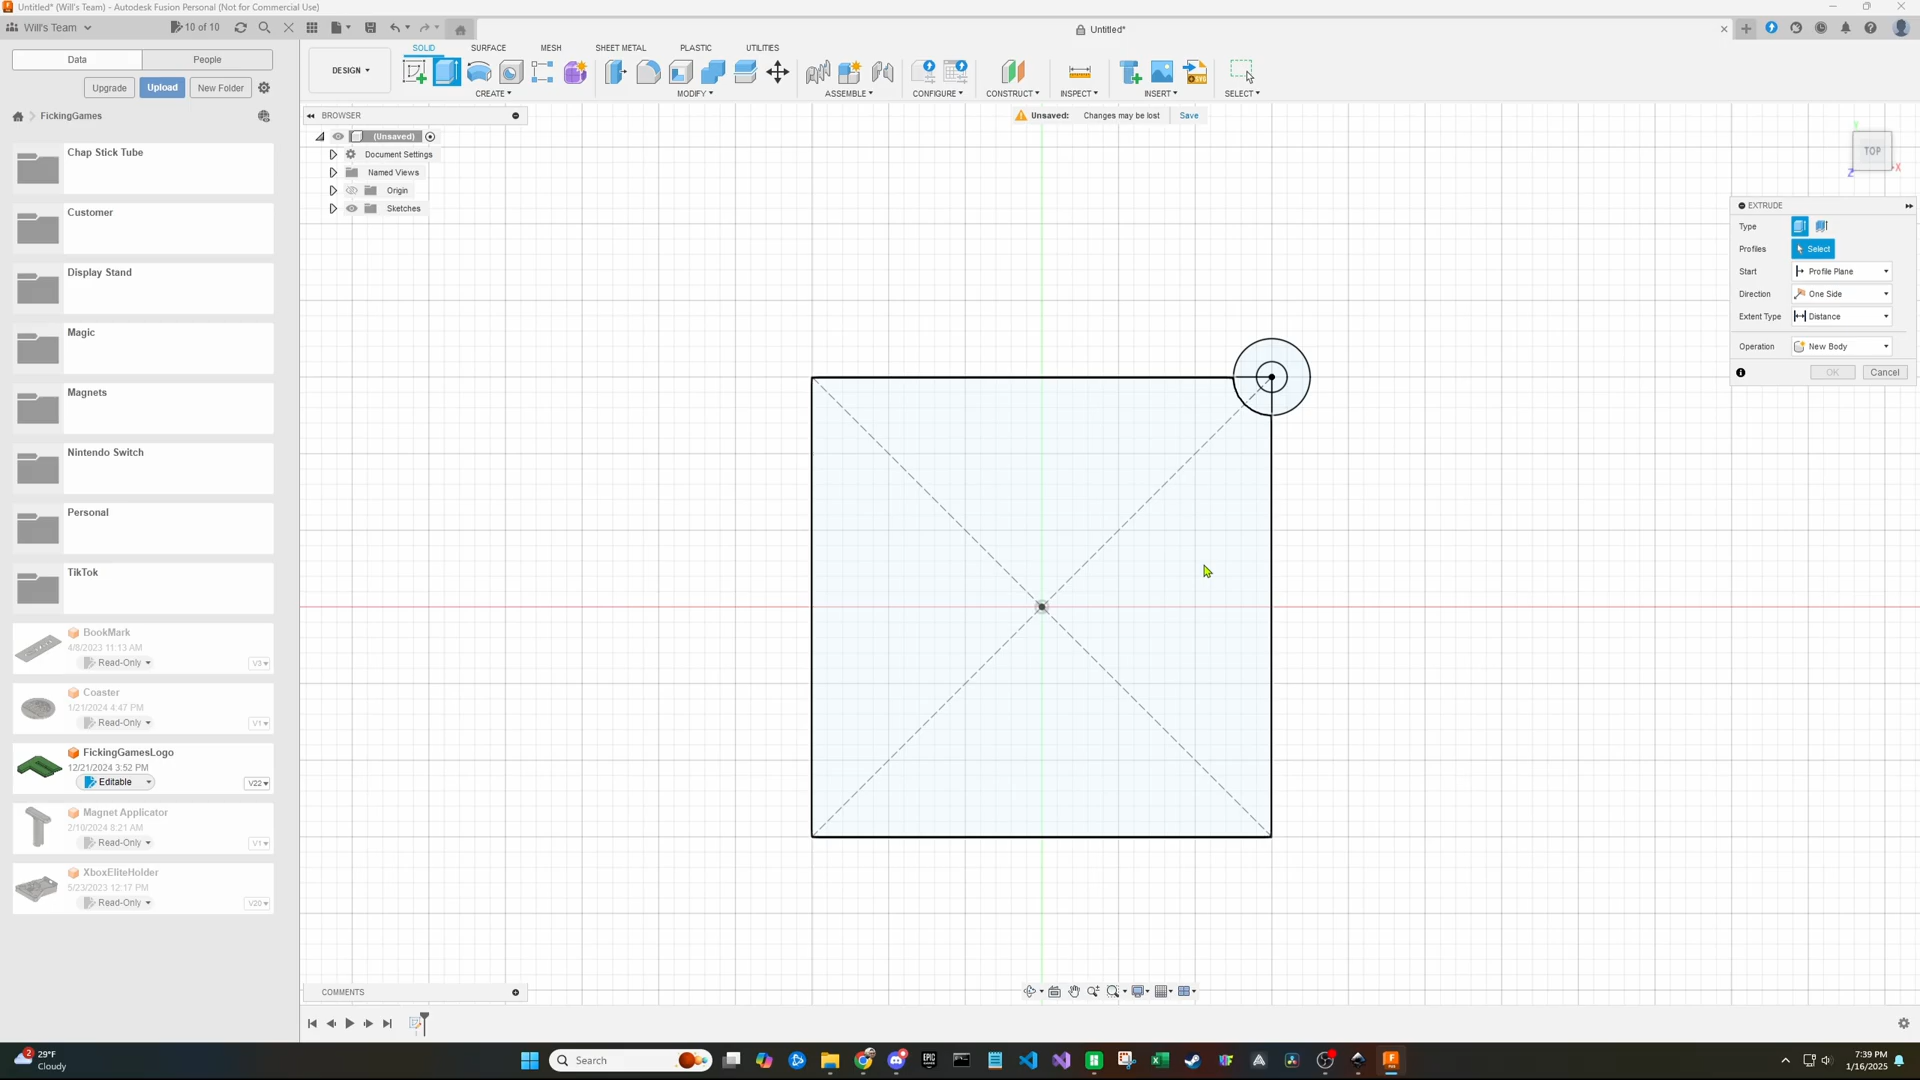 Untitled* (Will's Team) - Autodesk Fusion Personal (Not for Commercial Use)
Will's Team
10 of 10
Untitled*
Data
People
Upgrade
Upload
New Folder
FickingGames
Chap Stick Tube
Customer
Display Stand
Magic
Magnets
Nintendo Switch
Personal
TikTok
BookMark
4/8/2023 11:13 AM
Read-Only
V3
Coaster
1/21/2024 4:47 PM
Read-Only
V1
FickingGamesLogo
12/21/2024 3:52 PM
Editable
V22
Magnet Applicator
2/10/2024 8:21 AM
Read-Only
V1
XboxEliteHolder
5/23/2023 12:17 PM
Read-Only
V20
DESIGN
SOLID
SURFACE
MESH
SHEET METAL
PLASTIC
UTILITIES
CREATE
MODIFY
ASSEMBLE
CONFIGURE
CONSTRUCT
INSPECT
INSERT
SELECT
BROWSER
(Unsaved)
Document Settings
Named Views
Origin
Sketches
Unsaved: Changes may be lost Save
TOP
X
Z
EXTRUDE
Type
Profiles Select
Start Profile Plane
Direction One Side
Extent Type Distance
Operation New Body
OK Cancel
COMMENTS
2
29°F
Cloudy
Search
7:39 PM
1/16/2025